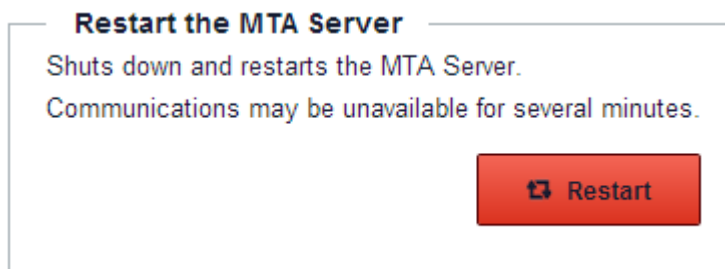 Restart the MTA Server
Shuts down and restarts the MTA Server.
Communications may be unavailable for several minutes.
Restart